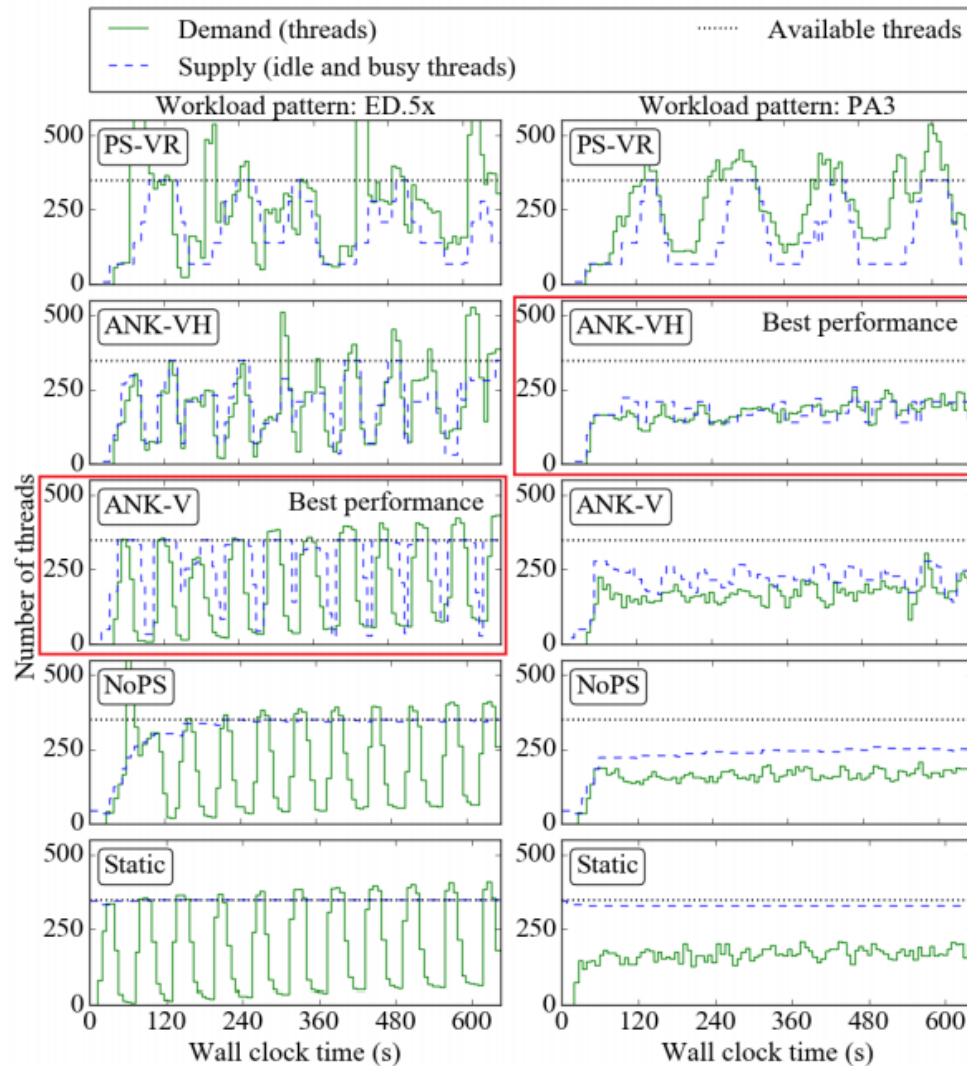 Demand (threads)
Available threads
Supply (idle and busy threads)
Workload pattern: ED.5x
Workload pattern: PA3
Number of threads
500
250
0
PS-VR
PS-VR
500
250
0
ANK-VH
500
250
0
ANK-VH
Best performance
500
250
0
ANK-V
Best performance
500
250
0
ANK-V
500
250
0
NoPS
500
250
0
NoPS
500
250
0
Static
500
250
0
Static
500
250
0
0 120 240 360 480 600
0 120 240 360 480 600
Wall clock time (s)
Wall clock time (s)